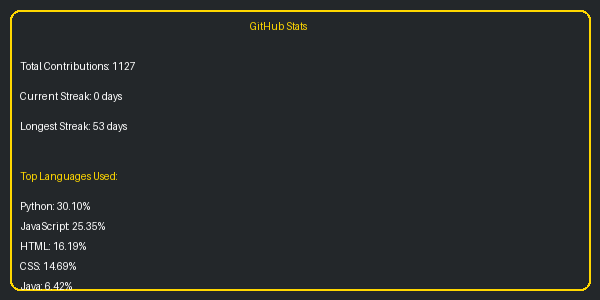 GitHub Stats
Total Contributions: 1127
Current Streak: 0 days
Longest Streak: 53 days
Top Languages Used:
Python: 30.10%
JavaScript: 25.35%
HTML: 16.19%
CSS: 14.69%
Java: 6.42%